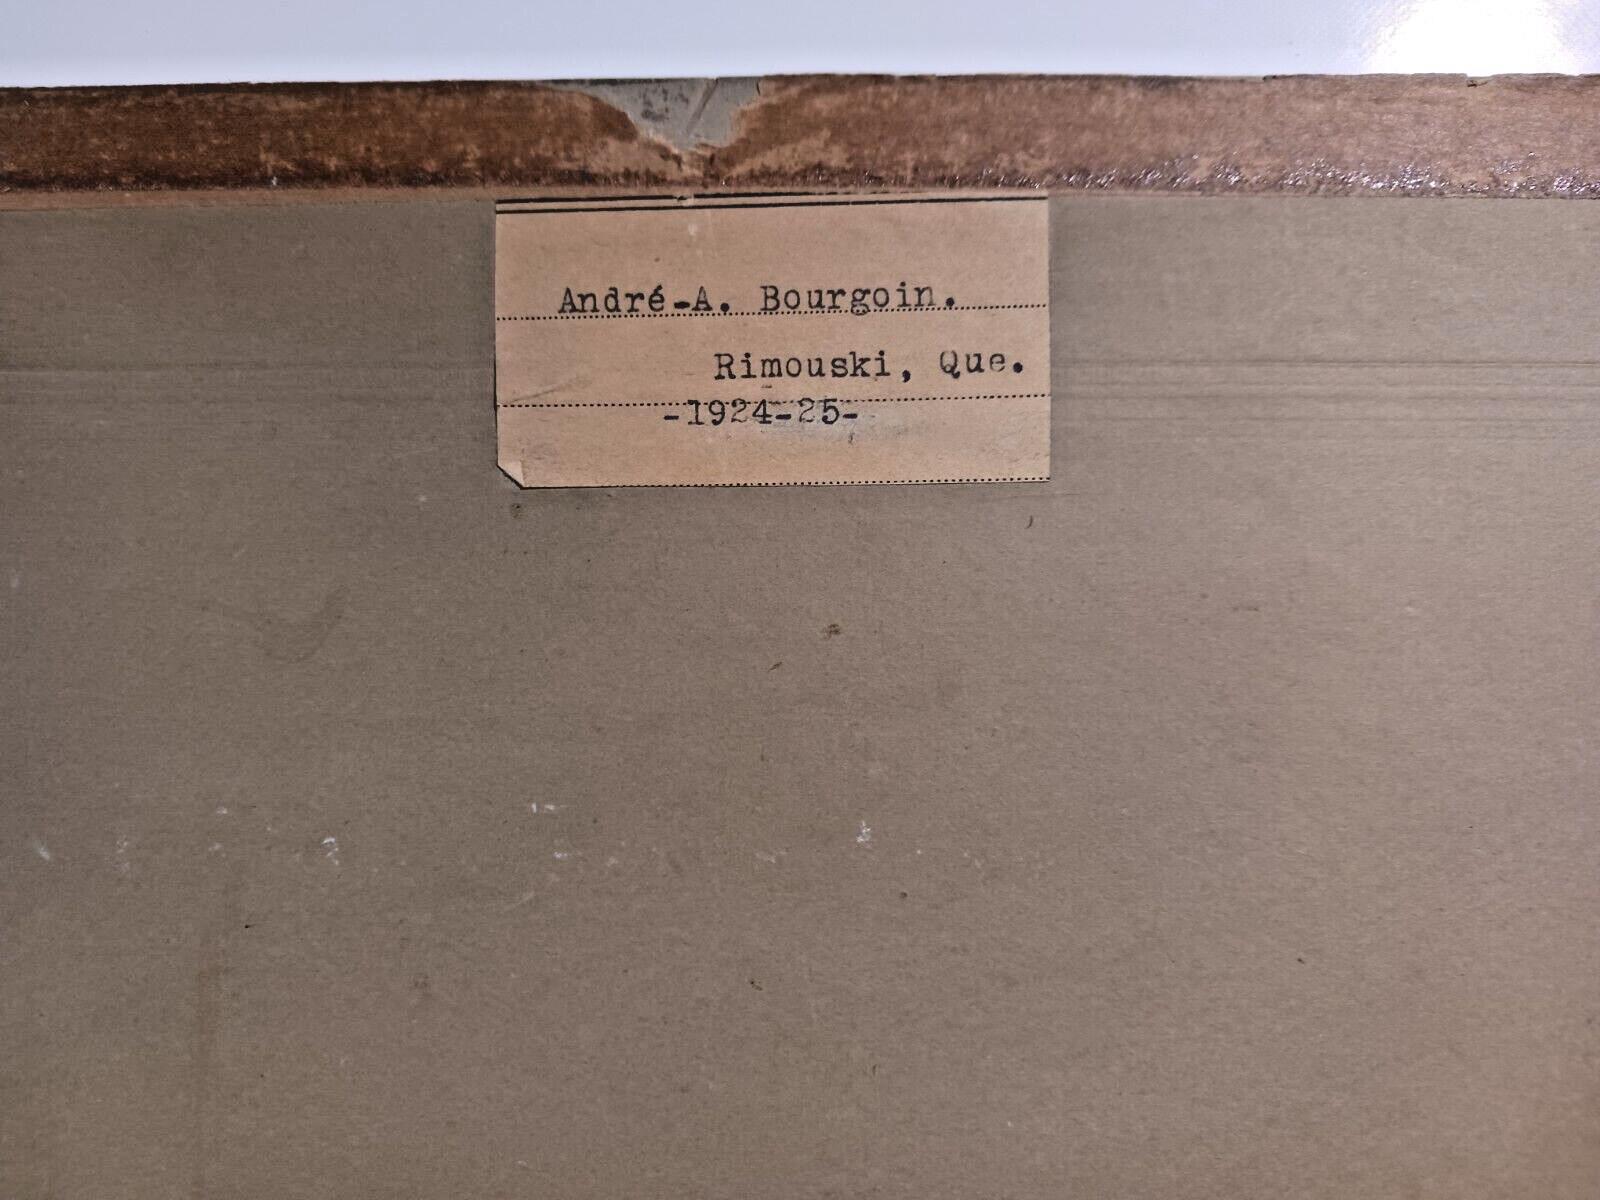 André-A. Bourgoin.
Rimouski, Que.
-1924-25-